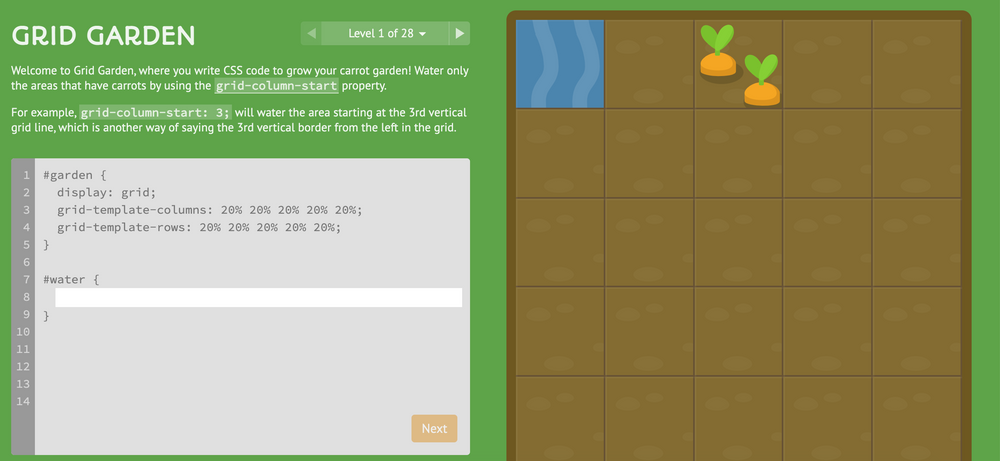 GRID GARDEN
Level 1 of 28
Welcome to Grid Garden, where you write CSS code to grow your carrot garden! Water only
the areas that have carrots by using the grid-column-start property.
For example, grid-column-start: 3; will water the area starting at the 3rd vertical
grid line, which is another way of saying the 3rd vertical border from the left in the grid.
1 #garden {
2 display: grid;
3 grid-template-columns: 20% 20% 20% 20% 20%;
4 grid-template-rows: 20% 20% 20% 20% 20%;
5 }
6
7 #water {
8
9 }
10
11
12
13
14
Next